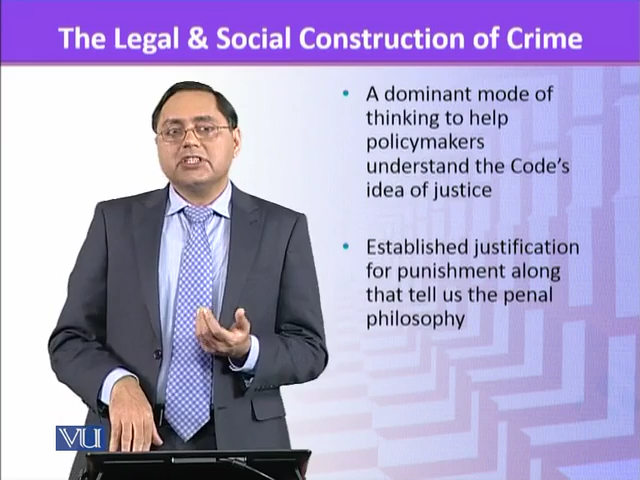 The Legal & Social Construction of Crime
• A dominant mode of
thinking to help
policymakers
understand the Code's
idea of justice
• Established justification
for punishment along
that tell us the penal
philosophy
VU